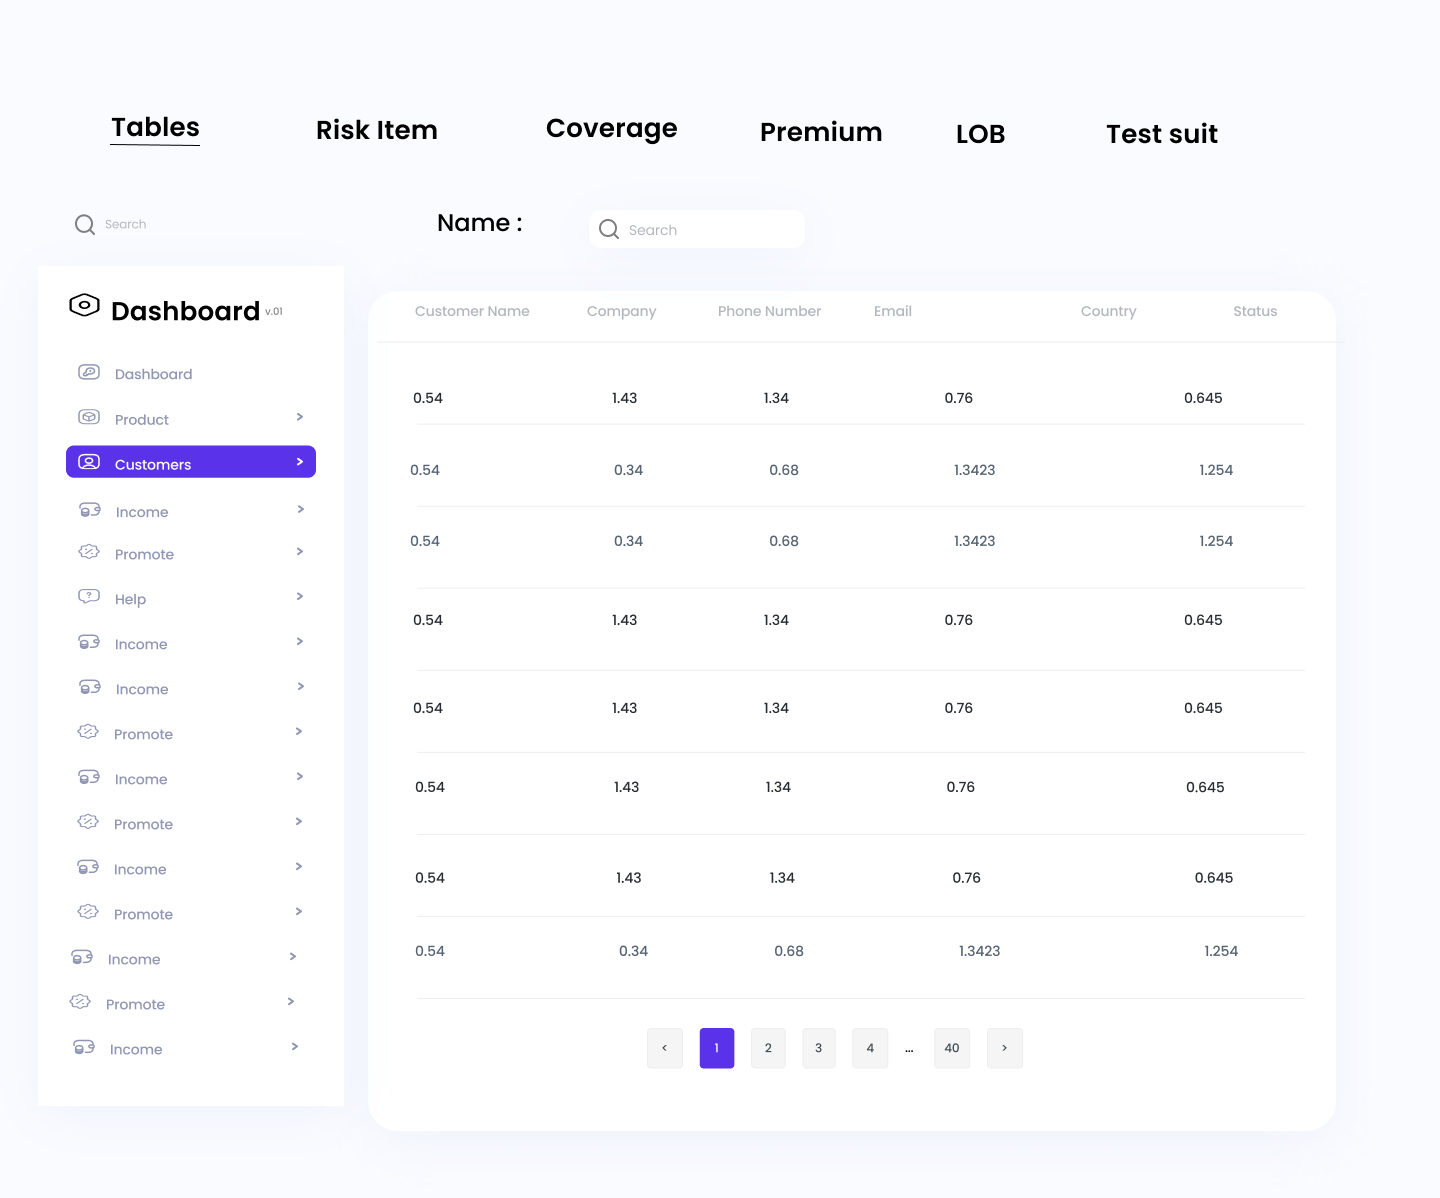 Tables Risk Item Coverage Premium LOB Test suit
Search
Name :
Search
Dashboard v.01
Dashboard
Product >
Customers >
Income >
Promote >
Help >
Income >
Income >
Promote >
Income >
Promote >
Income >
Promote >
Income >
Promote >
Income >
Customer Name Company Phone Number Email Country Status
0.54 1.43 1.34 0.76 0.645
0.54 0.34 0.68 1.3423 1.254
0.54 0.34 0.68 1.3423 1.254
0.54 1.43 1.34 0.76 0.645
0.54 1.43 1.34 0.76 0.645
0.54 1.43 1.34 0.76 0.645
0.54 1.43 1.34 0.76 0.645
0.54 0.34 0.68 1.3423 1.254
< 1 2 3 4 ... 40 >